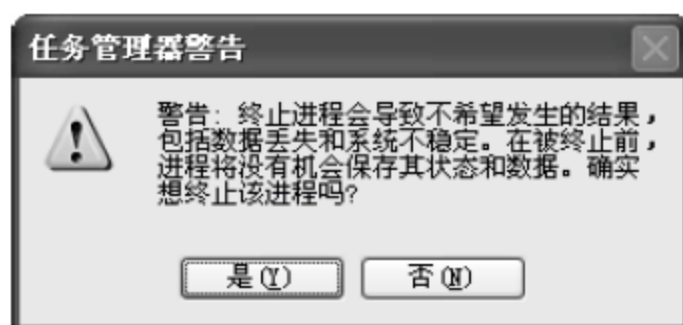 任务管理器警告
警告: 终止进程会导致不希望发生的结果，
包括数据丢失和系统不稳定。在被终止前，
进程将没有机会保存其状态和数据。确实
想终止该进程吗?
是(Y) 否(N)